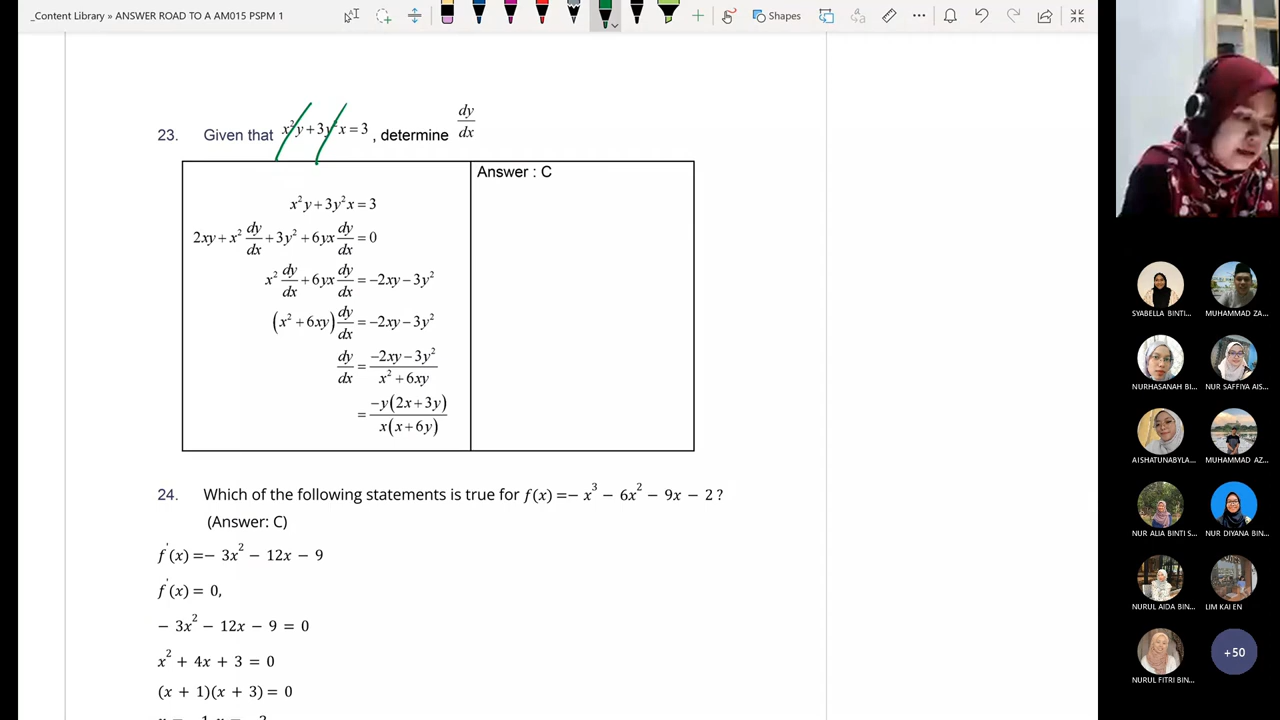 _Content Library » ANSWER ROAD TO A AM015 PSPM 1
Shapes
23. Given that x²y + 3y²x = 3 , determine dy/dx
Answer : C
x²y + 3y²x = 3
2xy + x² dy/dx + 3y² + 6yx dy/dx = 0
x² dy/dx + 6yx dy/dx = −2xy − 3y²
(x² + 6xy) dy/dx = −2xy − 3y²
dy/dx = (−2xy − 3y²)/(x² + 6xy)
= −y(2x + 3y)/x(x + 6y)
24. Which of the following statements is true for f(x) =− x³ − 6x² − 9x − 2 ?
(Answer: C)
f'(x) =− 3x² − 12x − 9
f'(x) = 0,
− 3x² − 12x − 9 = 0
x² + 4x + 3 = 0
(x + 1)(x + 3) = 0
SYABELLA BINTI...
MUHAMMAD ZA...
NURHASANAH BI...
NUR SAFFIYA AIS...
AISHATUNABYLA...
MUHAMMAD AZ...
NUR ALIA BINTI S...
NUR DIYANA BIN...
NURUL AIDA BIN...
LIM KAI EN
NURUL FITRI BIN...
+50